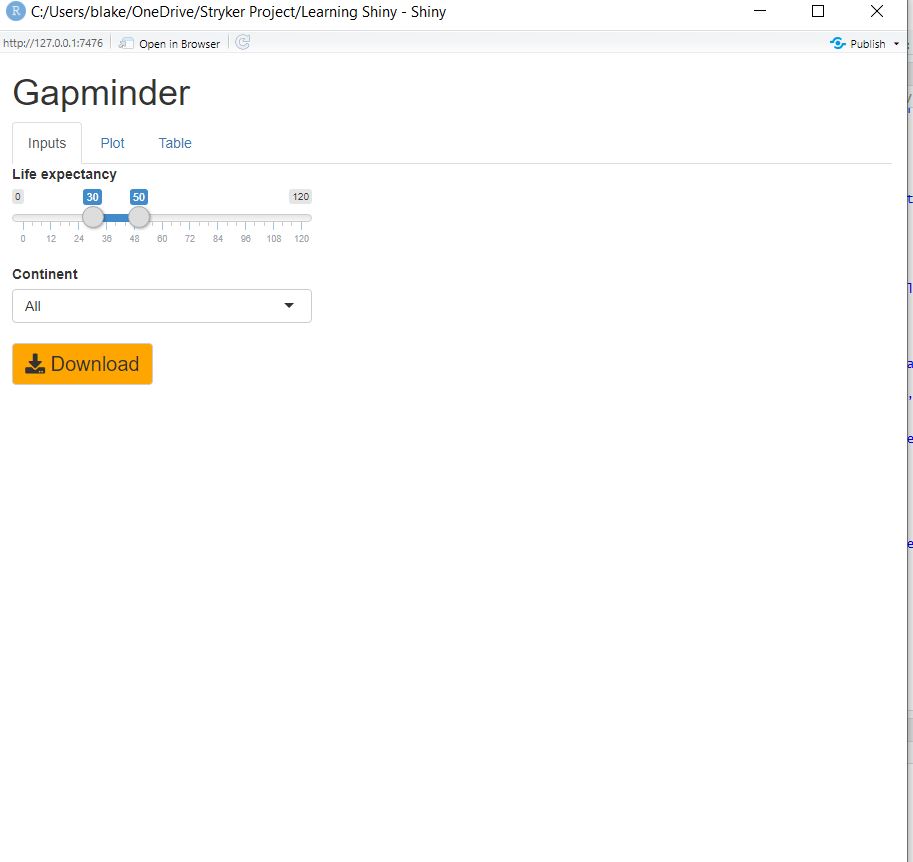 R C:/Users/blake/OneDrive/Stryker Project/Learning Shiny - Shiny
http://127.0.0.1:7476 Open in Browser Publish
Gapminder
Inputs Plot Table
Life expectancy
0 30 50 120
0 12 24 36 48 60 72 84 96 108 120
Continent
All
Download